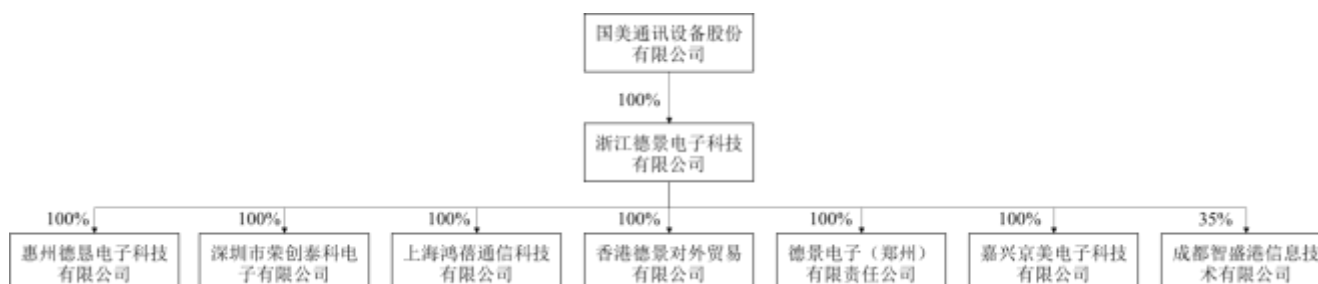 国美通讯设备股份
有限公司
100%
浙江德景电子科技
有限公司
100%
100%
100%
100%
100%
100%
35%
惠州德恳电子科技
有限公司
深圳市荣创泰科电
子有限公司
上海鸿蓓通信科技
有限公司
香港德景对外贸易
有限公司
德景电子（郑州）
有限责任公司
嘉兴京美电子科技
有限公司
成都智盛港信息技
术有限公司